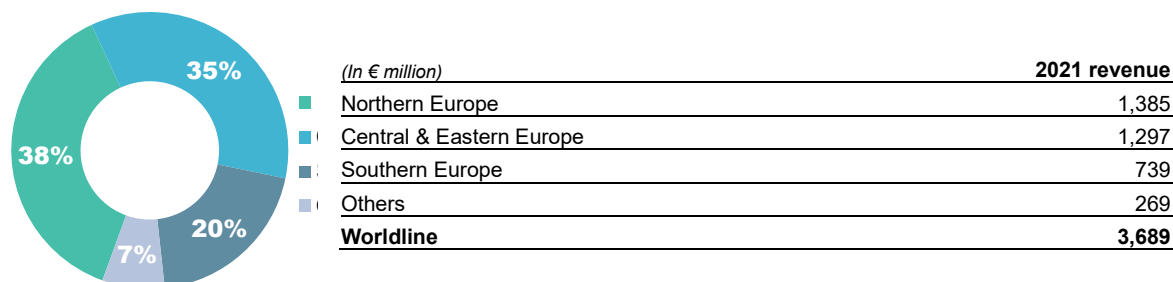 35%
38%
20%
7%
(In € million) 2021 revenue
Northern Europe 1,385
Central & Eastern Europe 1,297
Southern Europe 739
Others 269
Worldline 3,689